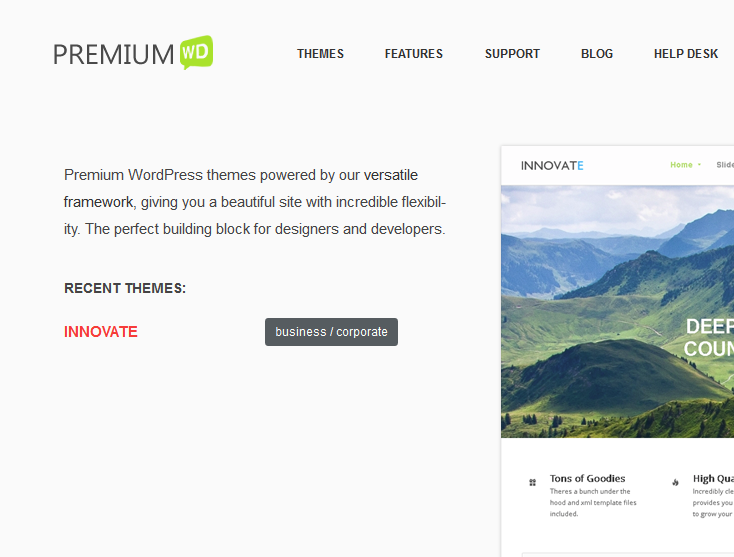 PREMIUM WD
THEMES FEATURES SUPPORT BLOG HELP DESK
Premium WordPress themes powered by our versatile
framework, giving you a beautiful site with incredible flexibil-
ity. The perfect building block for designers and developers.
RECENT THEMES:
INNOVATE business / corporate
INNOVATE Home Slide
DEEP
COUN
Tons of Goodies
Theres a bunch under the
hood and xml template files
included.
High Qua
Incredibly cle
provides you
to grow your